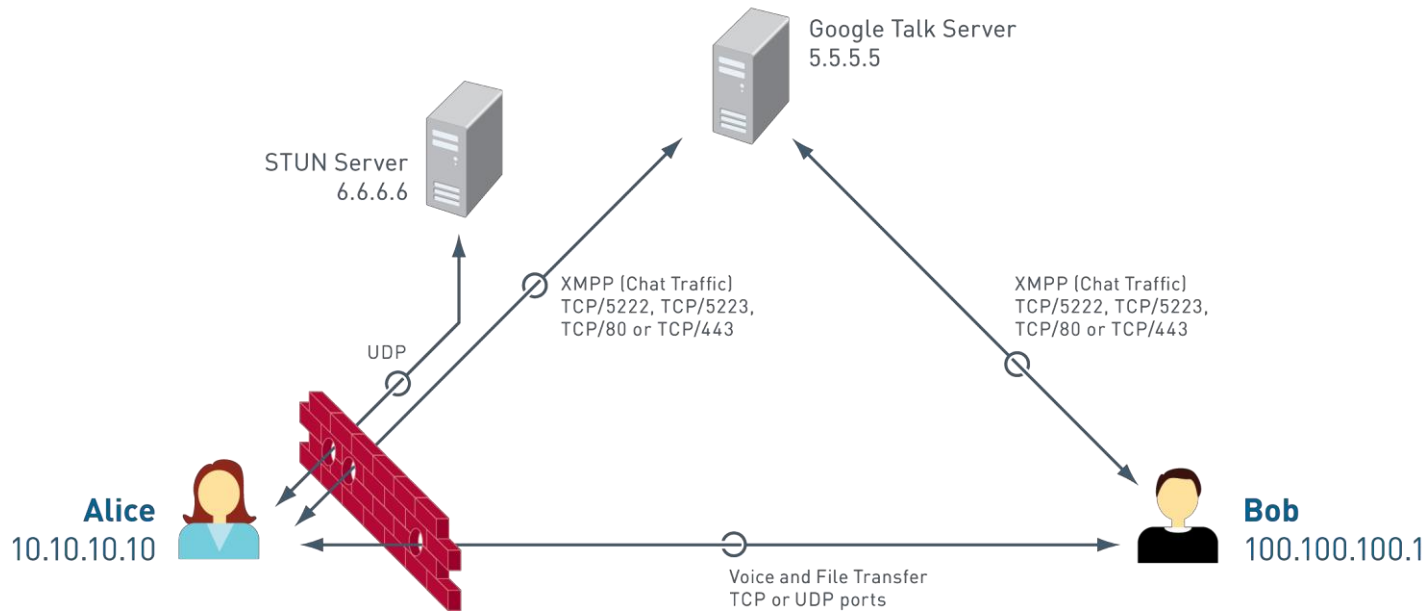 Google Talk Server
5.5.5.5
STUN Server
6.6.6.6
XMPP (Chat Traffic)
TCP/5222, TCP/5223,
TCP/80 or TCP/443
XMPP (Chat Traffic)
TCP/5222, TCP/5223,
TCP/80 or TCP/443
UDP
Alice
10.10.10.10
Bob
100.100.100.1
Voice and File Transfer
TCP or UDP ports